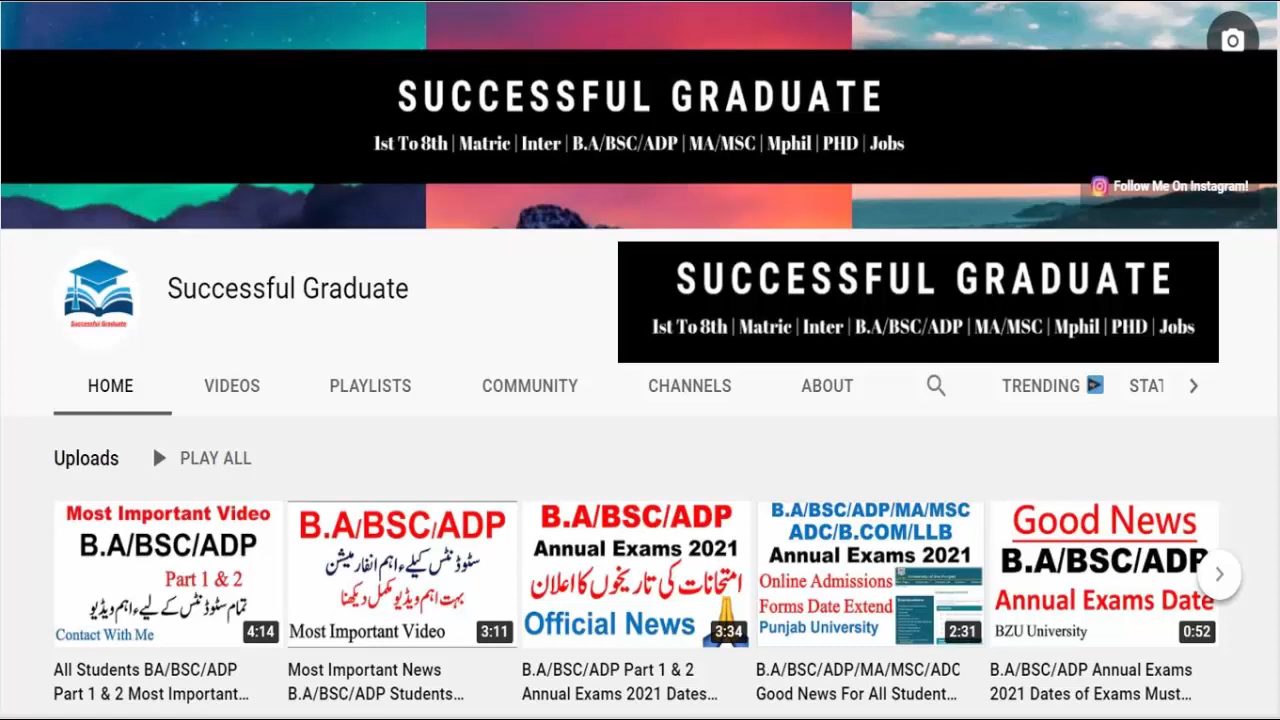 SUCCESSFUL GRADUATE
1st To 8th | Matric | Inter | B.A/BSC/ADP | MA/MSC | Mphil | PHD | Jobs
Follow Me On Instagram!
Successful Graduate
Successful Graduate
SUCCESSFUL GRADUATE
1st To 8th | Matric | Inter | B.A/BSC/ADP | MA/MSC | Mphil | PHD | Jobs
HOME VIDEOS PLAYLISTS COMMUNITY CHANNELS ABOUT TRENDING STAT
Uploads PLAY ALL
Most Important Video
B.A/BSC/ADP
Part 1 & 2
تمام سٹوڈنٹس کے لیے اہم ویڈیو
Contact With Me
4:14
All Students BA/BSC/ADP
Part 1 & 2 Most Important...
B.A/BSC/ADP
سٹوڈنٹس کیلئے اہم انفارمیشن
بہت اہم ویڈیو مکمل دیکھنا
Most Important Video
3:11
Most Important News
B.A/BSC/ADP Students...
B.A/BSC/ADP
Annual Exams 2021
امتحانات کی تاریخوں کا اعلان
Official News
3:34
B.A/BSC/ADP Part 1 & 2
Annual Exams 2021 Dates...
B.A/BSC/ADP/MA/MSC
ADC/B.COM/LLB
Annual Exams 2021
Online Admissions
Forms Date Extend
Punjab University
2:31
B.A/BSC/ADP/MA/MSC/ADC
Good News For All Student...
Good News
B.A/BSC/ADP
Annual Exams Date
BZU University
0:52
B.A/BSC/ADP Annual Exams
2021 Dates of Exams Must...